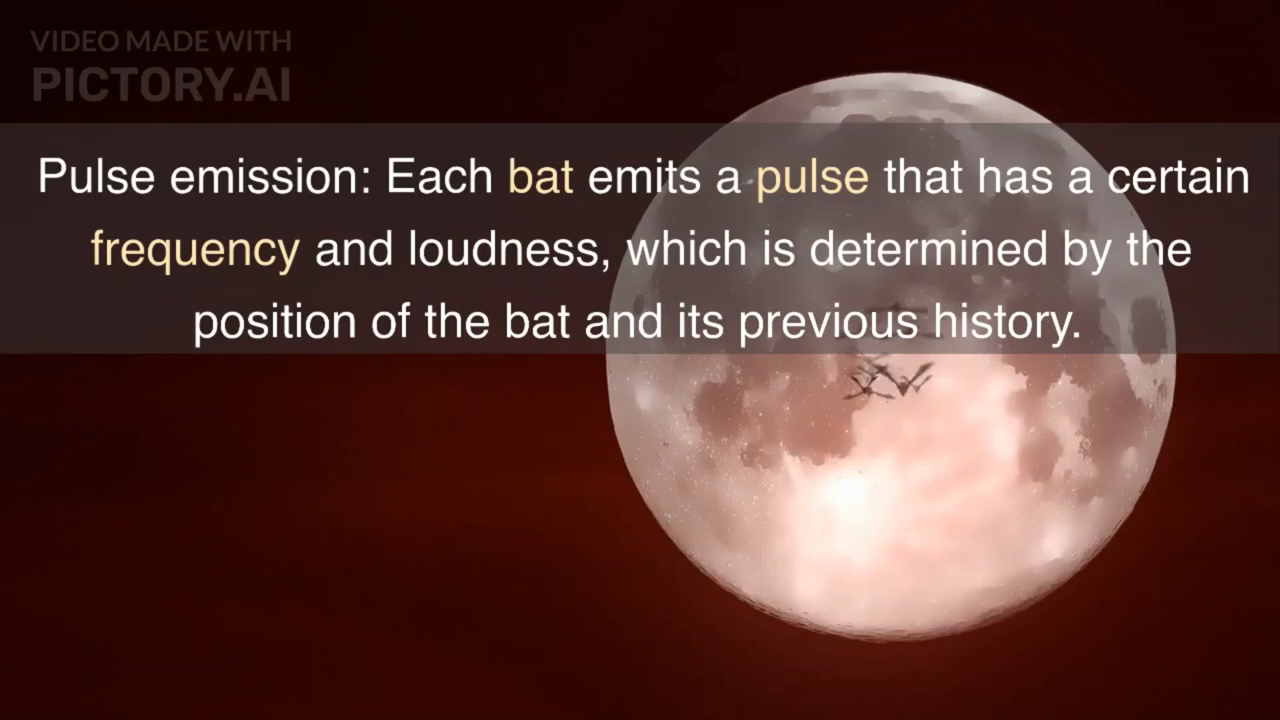 VIDEO MADE WITH
PICTORY.AI
Pulse emission: Each bat emits a pulse that has a certain
frequency and loudness, which is determined by the
position of the bat and its previous history.